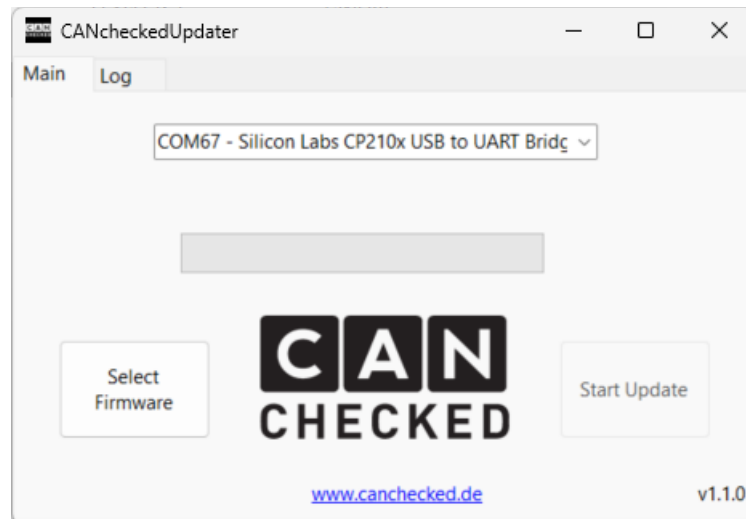 CANcheckedUpdater
Main Log
COM67 - Silicon Labs CP210x USB to UART Bridg
CAN
CHECKED
Select
Firmware
Start Update
www.canchecked.de
v1.1.0